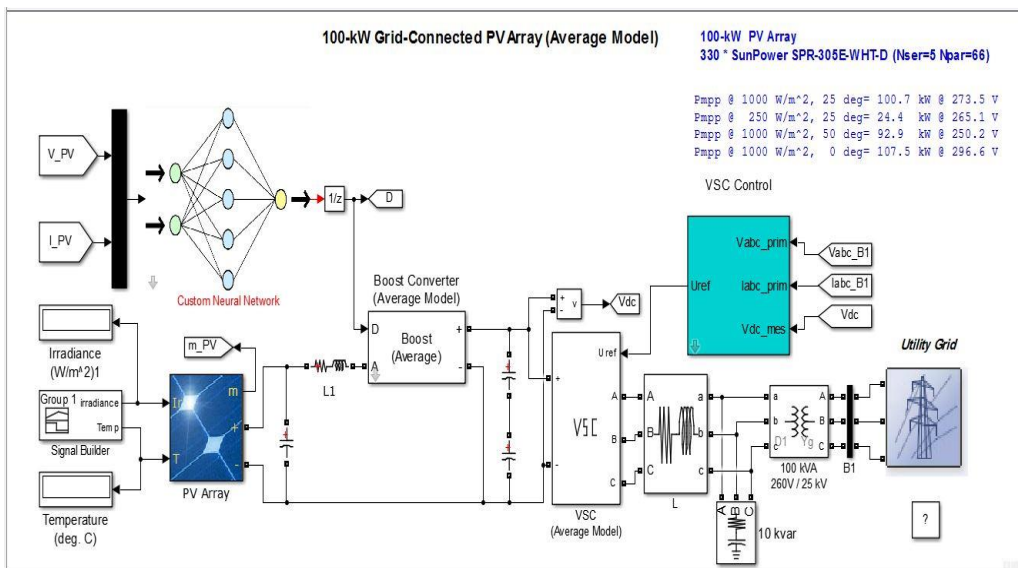 100-kW Grid-Connected PV Array (Average Model)
100-kW PV Array
330 * SunPower SPR-305E-WHT-D (Nser=5 Npar=66)
Pmpp @ 1000 W/m^2, 25 deg= 100.7 kW @ 273.5 V
Pmpp @ 250 W/m^2, 25 deg= 24.4 kW @ 265.1 V
Pmpp @ 1000 W/m^2, 50 deg= 92.9 kW @ 250.2 V
Pmpp @ 1000 W/m^2, 0 deg= 107.5 kW @ 296.6 V
V_PV
I_PV
Custom Neural Network
1/z
D
VSC Control
Vabc_prim
Iabc_prim
Vdc_mes
Uref
Vabc_B1
Iabc_B1
Vdc
Boost Converter
(Average Model)
D
A
Boost
(Average)
+
-
+
-
v
Vdc
Irradiance
(W/m^2)1
m_PV
Group 1
irradiance
Temp
Signal Builder
Ir
T
m
+
-
PV Array
Temperature
(deg. C)
L1
Uref
+
-
VSC
A
B
C
VSC
(Average Model)
A
B
C
a
b
c
L
A
B
C
10 kvar
a
b
c
A
B
C
D1
Yg
100 kVA
260V / 25 kV
B1
Utility Grid
?